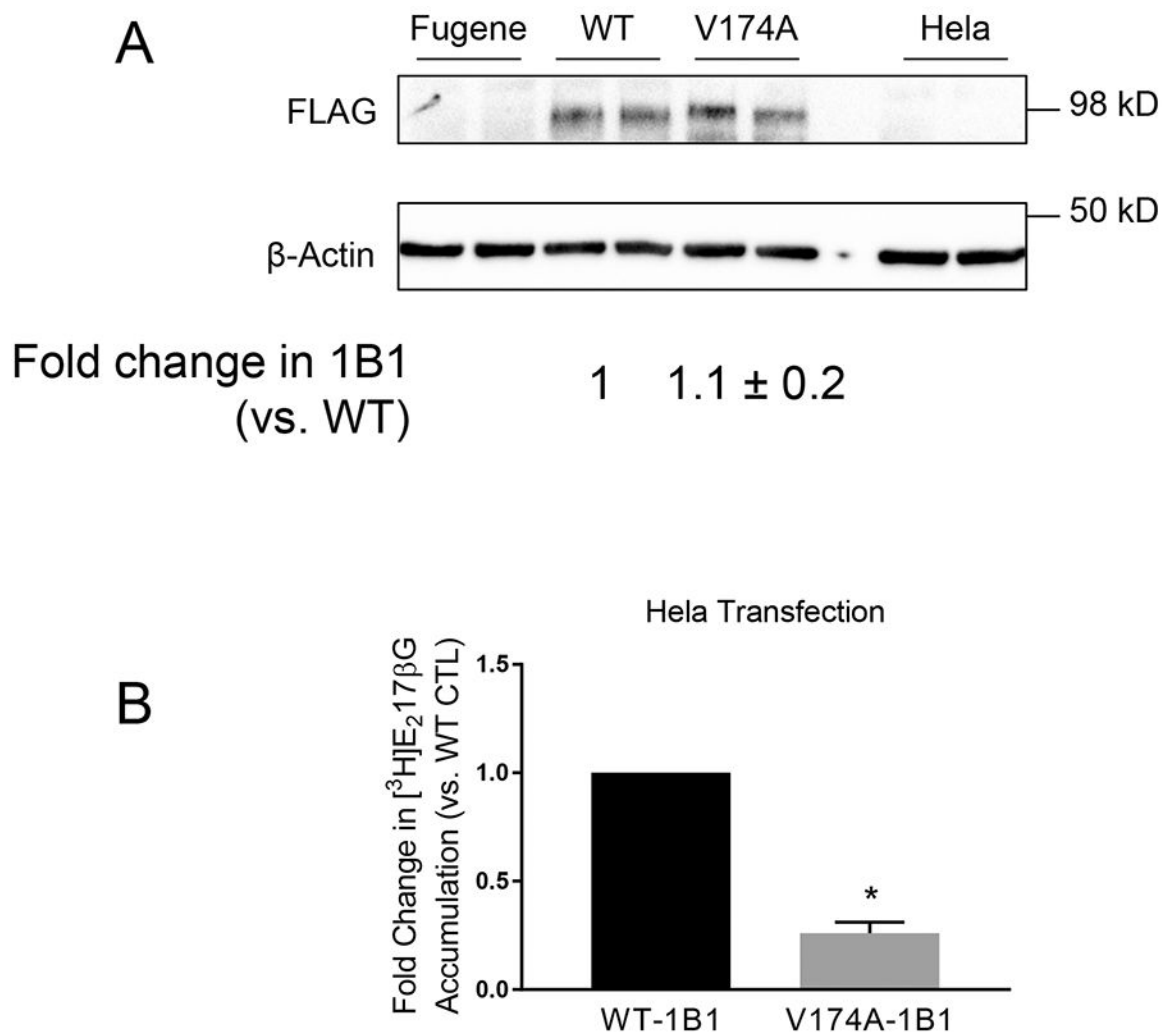 A
Fugene WT V174A Hela
FLAG
98 kD
50 kD
β-Actin
Fold change in 1B1
(vs. WT)
1 1.1 ± 0.2
B
Hela Transfection
Fold Change in [³H]E₂17βG
Accumulation (vs. WT CTL)
1.5
1.0
0.5
0.0
*
WT-1B1 V174A-1B1